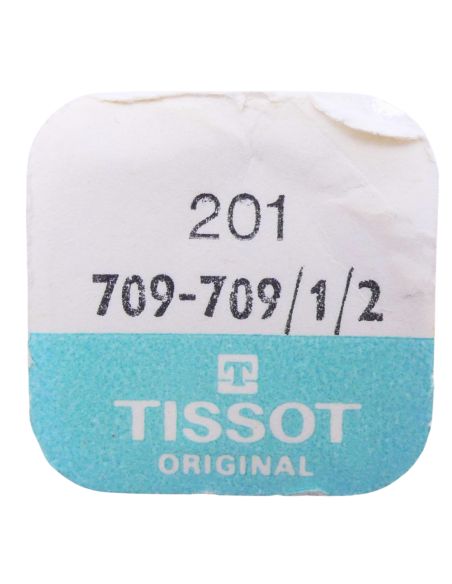 201
709-709/1/2
T
TISSOT
ORIGINAL